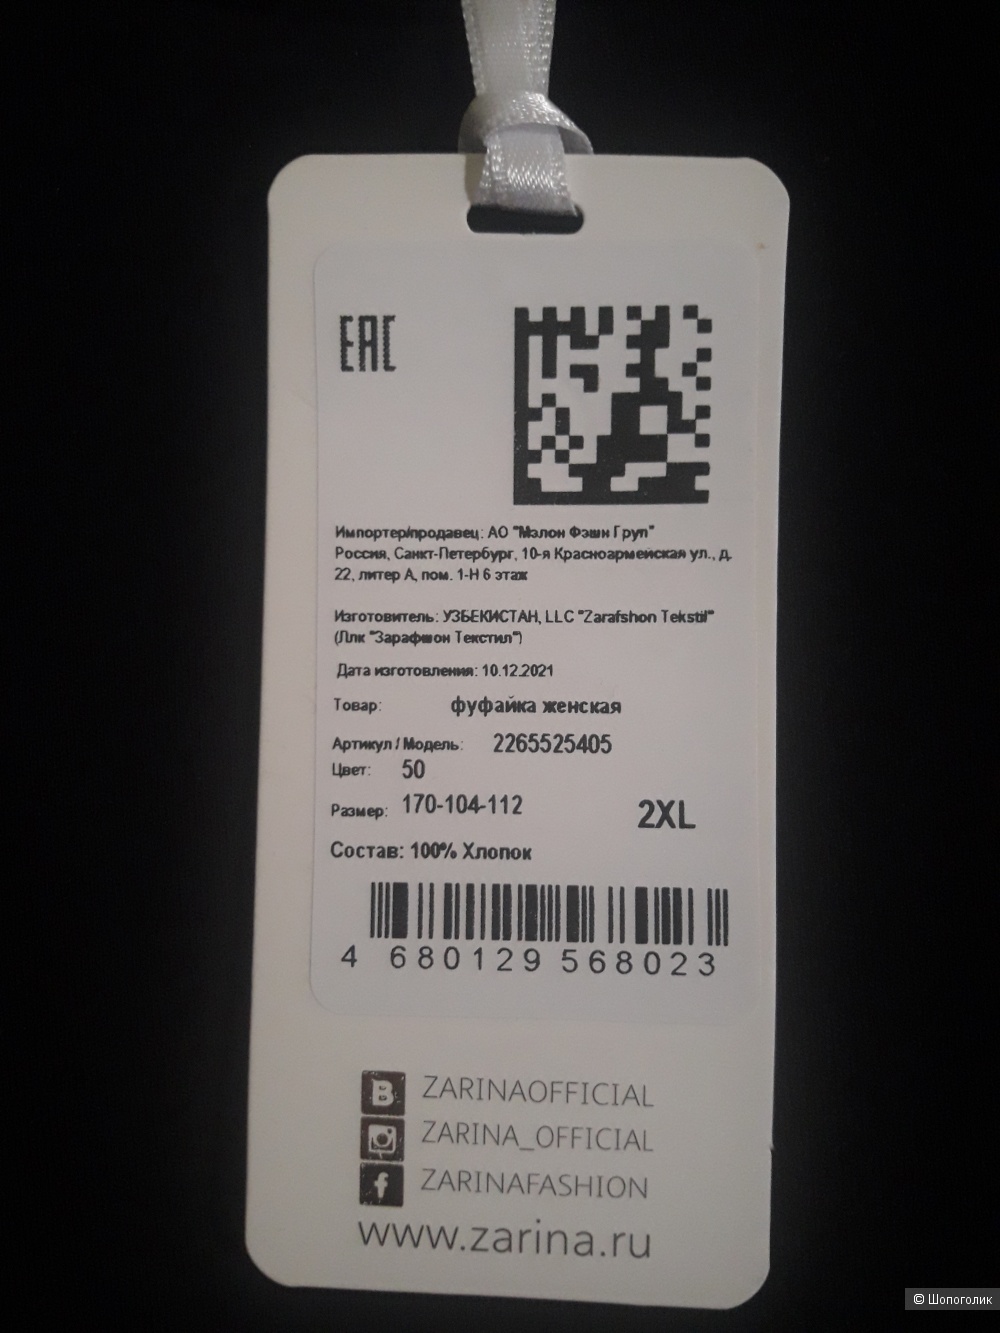 EAC
Импортер/продавец: АО "Мэлон Фэшн Груп"
Россия, Санкт-Петербург, 10-я Красноармейская ул., д.
22, литер А, пом. 1-Н 6 этаж
Изготовитель: УЗБЕКИСТАН, LLC "Zarafshon Tekstil"
(Ллк "Зарафшон Текстил")
Дата изготовления: 10.12.2021
Товар: фуфайка женская
Артикул / Модель: 2265525405
Цвет: 50
Размер: 170-104-112 2XL
Состав: 100% Хлопок
4 680129 568023
B ZARINAOFFICIAL
ZARINA_OFFICIAL
f ZARINAFASHION
www.zarina.ru
© Шопоголик